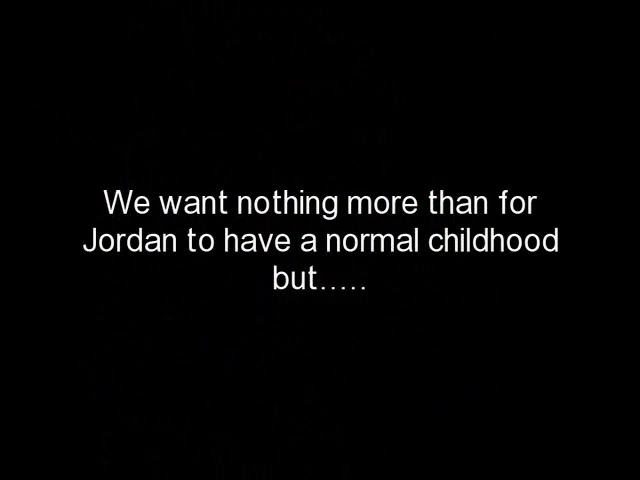 We want nothing more than for
Jordan to have a normal childhood
but.....